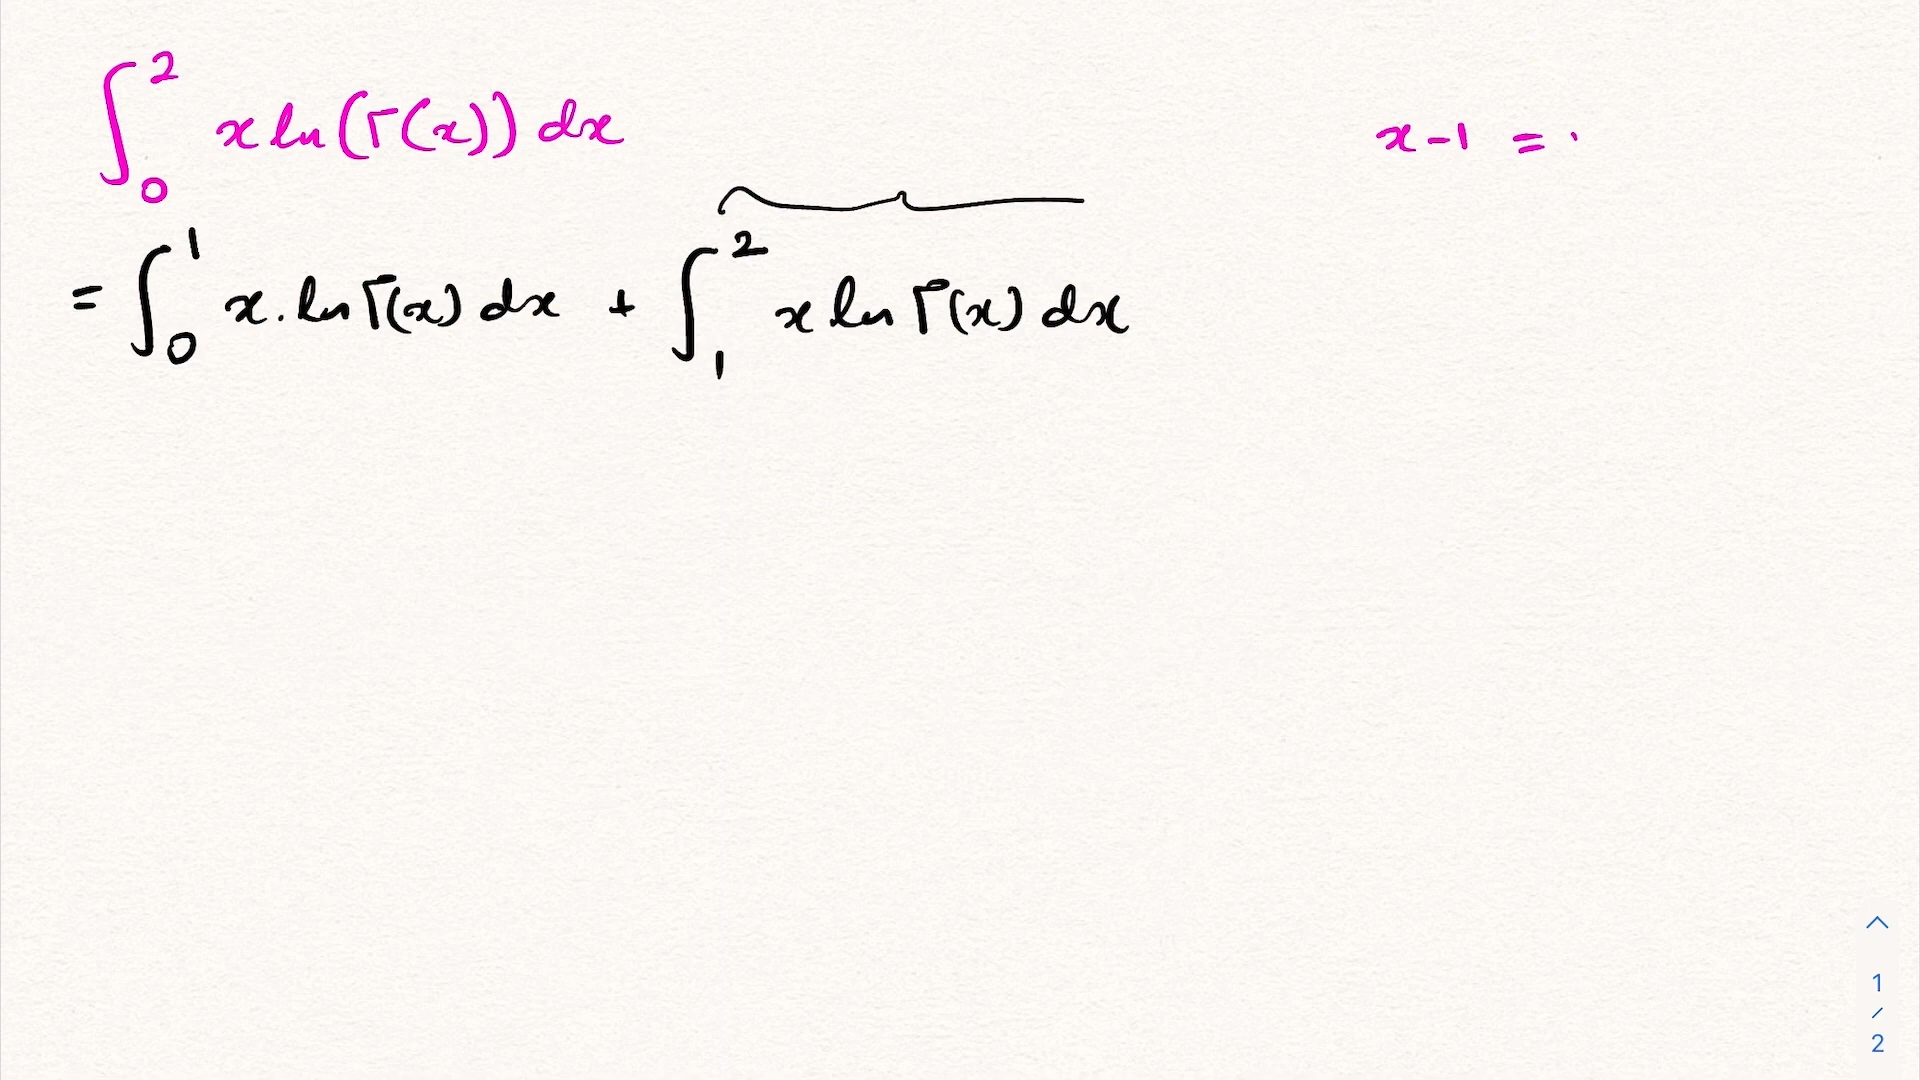 ∫₀² x ln(Γ(x)) dx
x-1 =
= ∫₀¹ x. ln Γ(x) dx + ∫₁² x ln Γ(x) dx
1
/
2